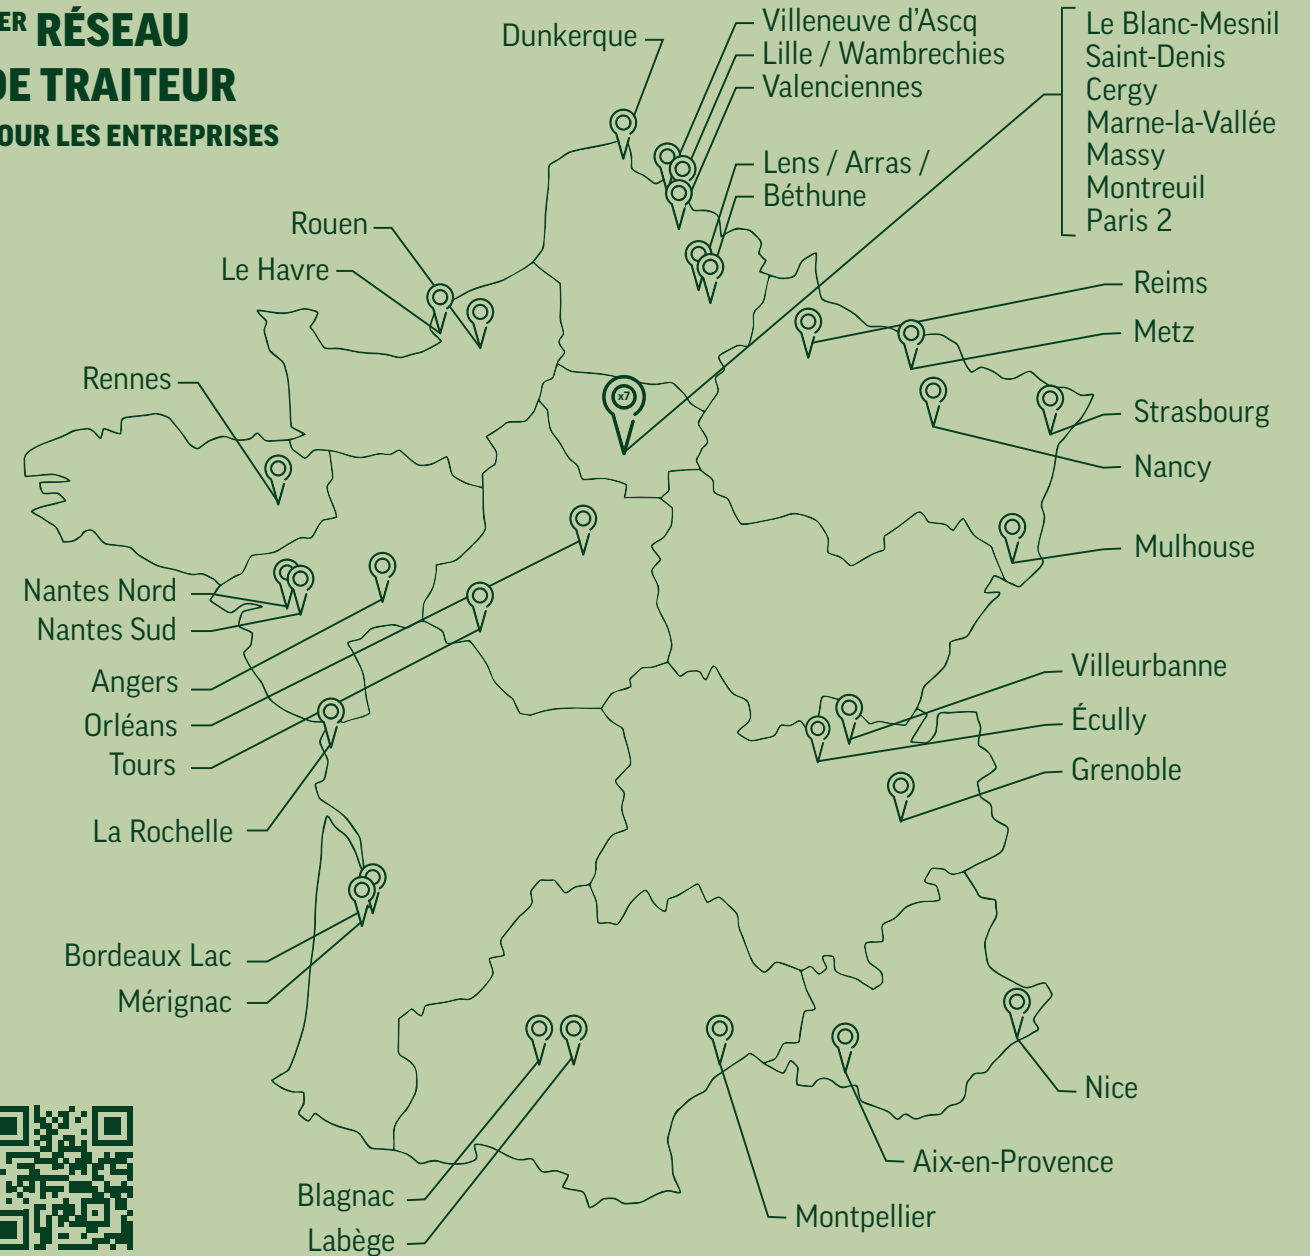 ER RÉSEAU
DE TRAITEUR
OUR LES ENTREPRISES
Dunkerque
Villeneuve d'Ascq
Lille / Wambrechies
Valenciennes
Lens / Arras /
Béthune
Le Blanc-Mesnil
Saint-Denis
Cergy
Marne-la-Vallée
Massy
Montreuil
Paris 2
Rouen
Le Havre
Rennes
Reims
Metz
Strasbourg
Nancy
Mulhouse
x7
Nantes Nord
Nantes Sud
Angers
Orléans
Tours
La Rochelle
Villeurbanne
Écully
Grenoble
Bordeaux Lac
Mérignac
Nice
Aix-en-Provence
Montpellier
Blagnac
Labège